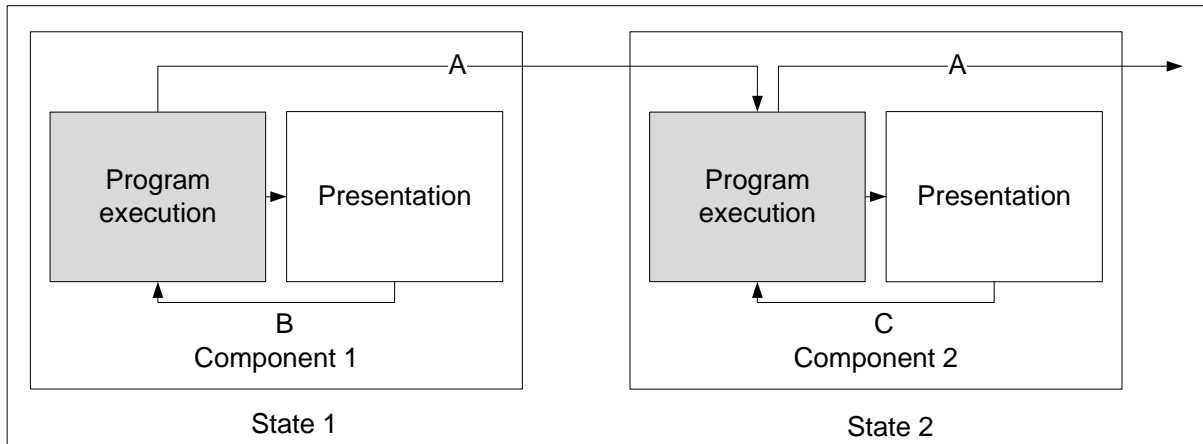 A
A
Program
execution
Presentation
Program
execution
Presentation
B
C
Component 1
Component 2
State 1
State 2